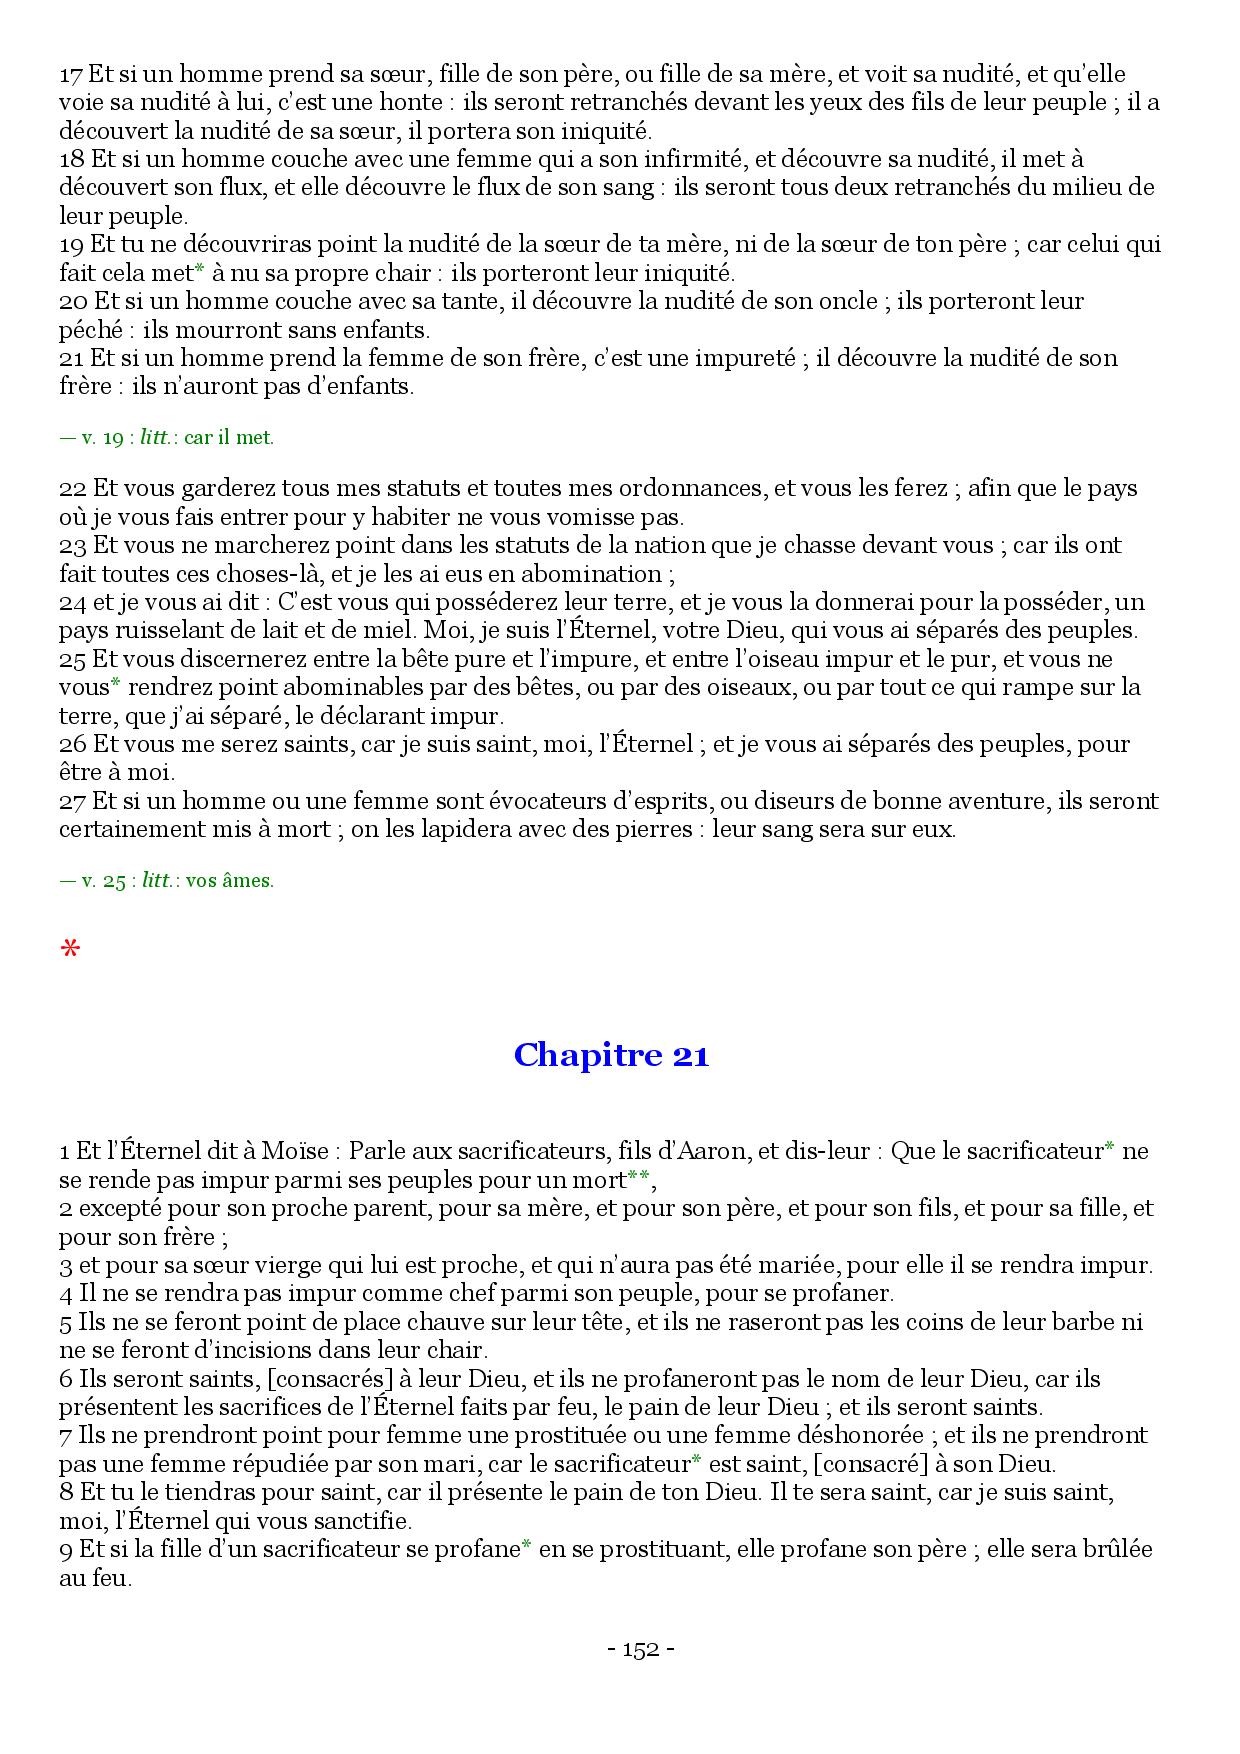 17 Et si un homme prend sa sœur, fille de son père, ou fille de sa mère, et voit sa nudité, et qu’elle
voie sa nudité à lui, c’est une honte : ils seront retranchés devant les yeux des fils de leur peuple ; il a
découvert la nudité de sa sœur, il portera son iniquité.
18 Et si un homme couche avec une femme qui a son infirmité, et découvre sa nudité, il met à
découvert son flux, et elle découvre le flux de son sang : ils seront tous deux retranchés du milieu de
leur peuple.
19 Et tu ne découvriras point la nudité de la sœur de ta mère, ni de la sœur de ton père ; car celui qui
fait cela met* à nu sa propre chair : ils porteront leur iniquité.
20 Et si un homme couche avec sa tante, il découvre la nudité de son oncle ; ils porteront leur
péché : ils mourront sans enfants.
21 Et si un homme prend la femme de son frère, c’est une impureté ; il découvre la nudité de son
frère : ils n’auront pas d’enfants.
— v. 19 : litt.: car il met.
22 Et vous garderez tous mes statuts et toutes mes ordonnances, et vous les ferez ; afin que le pays
où je vous fais entrer pour y habiter ne vous vomisse pas.
23 Et vous ne marcherez point dans les statuts de la nation que je chasse devant vous ; car ils ont
fait toutes ces choses-là, et je les ai eus en abomination ;
24 et je vous ai dit : C’est vous qui posséderez leur terre, et je vous la donnerai pour la posséder, un
pays ruisselant de lait et de miel. Moi, je suis l’Éternel, votre Dieu, qui vous ai séparés des peuples.
25 Et vous discernerez entre la bête pure et l’impure, et entre l’oiseau impur et le pur, et vous ne
vous* rendrez point abominables par des bêtes, ou par des oiseaux, ou par tout ce qui rampe sur la
terre, que j’ai séparé, le déclarant impur.
26 Et vous me serez saints, car je suis saint, moi, l’Éternel ; et je vous ai séparés des peuples, pour
être à moi.
27 Et si un homme ou une femme sont évocateurs d’esprits, ou diseurs de bonne aventure, ils seront
certainement mis à mort ; on les lapidera avec des pierres : leur sang sera sur eux.
— v. 25 : litt.: vos âmes.
*
Chapitre 21
1 Et l’Éternel dit à Moïse : Parle aux sacrificateurs, fils d’Aaron, et dis-leur : Que le sacrificateur* ne
se rende pas impur parmi ses peuples pour un mort**,
2 excepté pour son proche parent, pour sa mère, et pour son père, et pour son fils, et pour sa fille, et
pour son frère ;
3 et pour sa sœur vierge qui lui est proche, et qui n’aura pas été mariée, pour elle il se rendra impur.
4 Il ne se rendra pas impur comme chef parmi son peuple, pour se profaner.
5 Ils ne se feront point de place chauve sur leur tête, et ils ne raseront pas les coins de leur barbe ni
ne se feront d’incisions dans leur chair.
6 Ils seront saints, [consacrés] à leur Dieu, et ils ne profaneront pas le nom de leur Dieu, car ils
présentent les sacrifices de l’Éternel faits par feu, le pain de leur Dieu ; et ils seront saints.
7 Ils ne prendront point pour femme une prostituée ou une femme déshonorée ; et ils ne prendront
pas une femme répudiée par son mari, car le sacrificateur* est saint, [consacré] à son Dieu.
8 Et tu le tiendras pour saint, car il présente le pain de ton Dieu. Il te sera saint, car je suis saint,
moi, l’Éternel qui vous sanctifie.
9 Et si la fille d’un sacrificateur se profane* en se prostituant, elle profane son père ; elle sera brûlée
au feu.
- 152 -